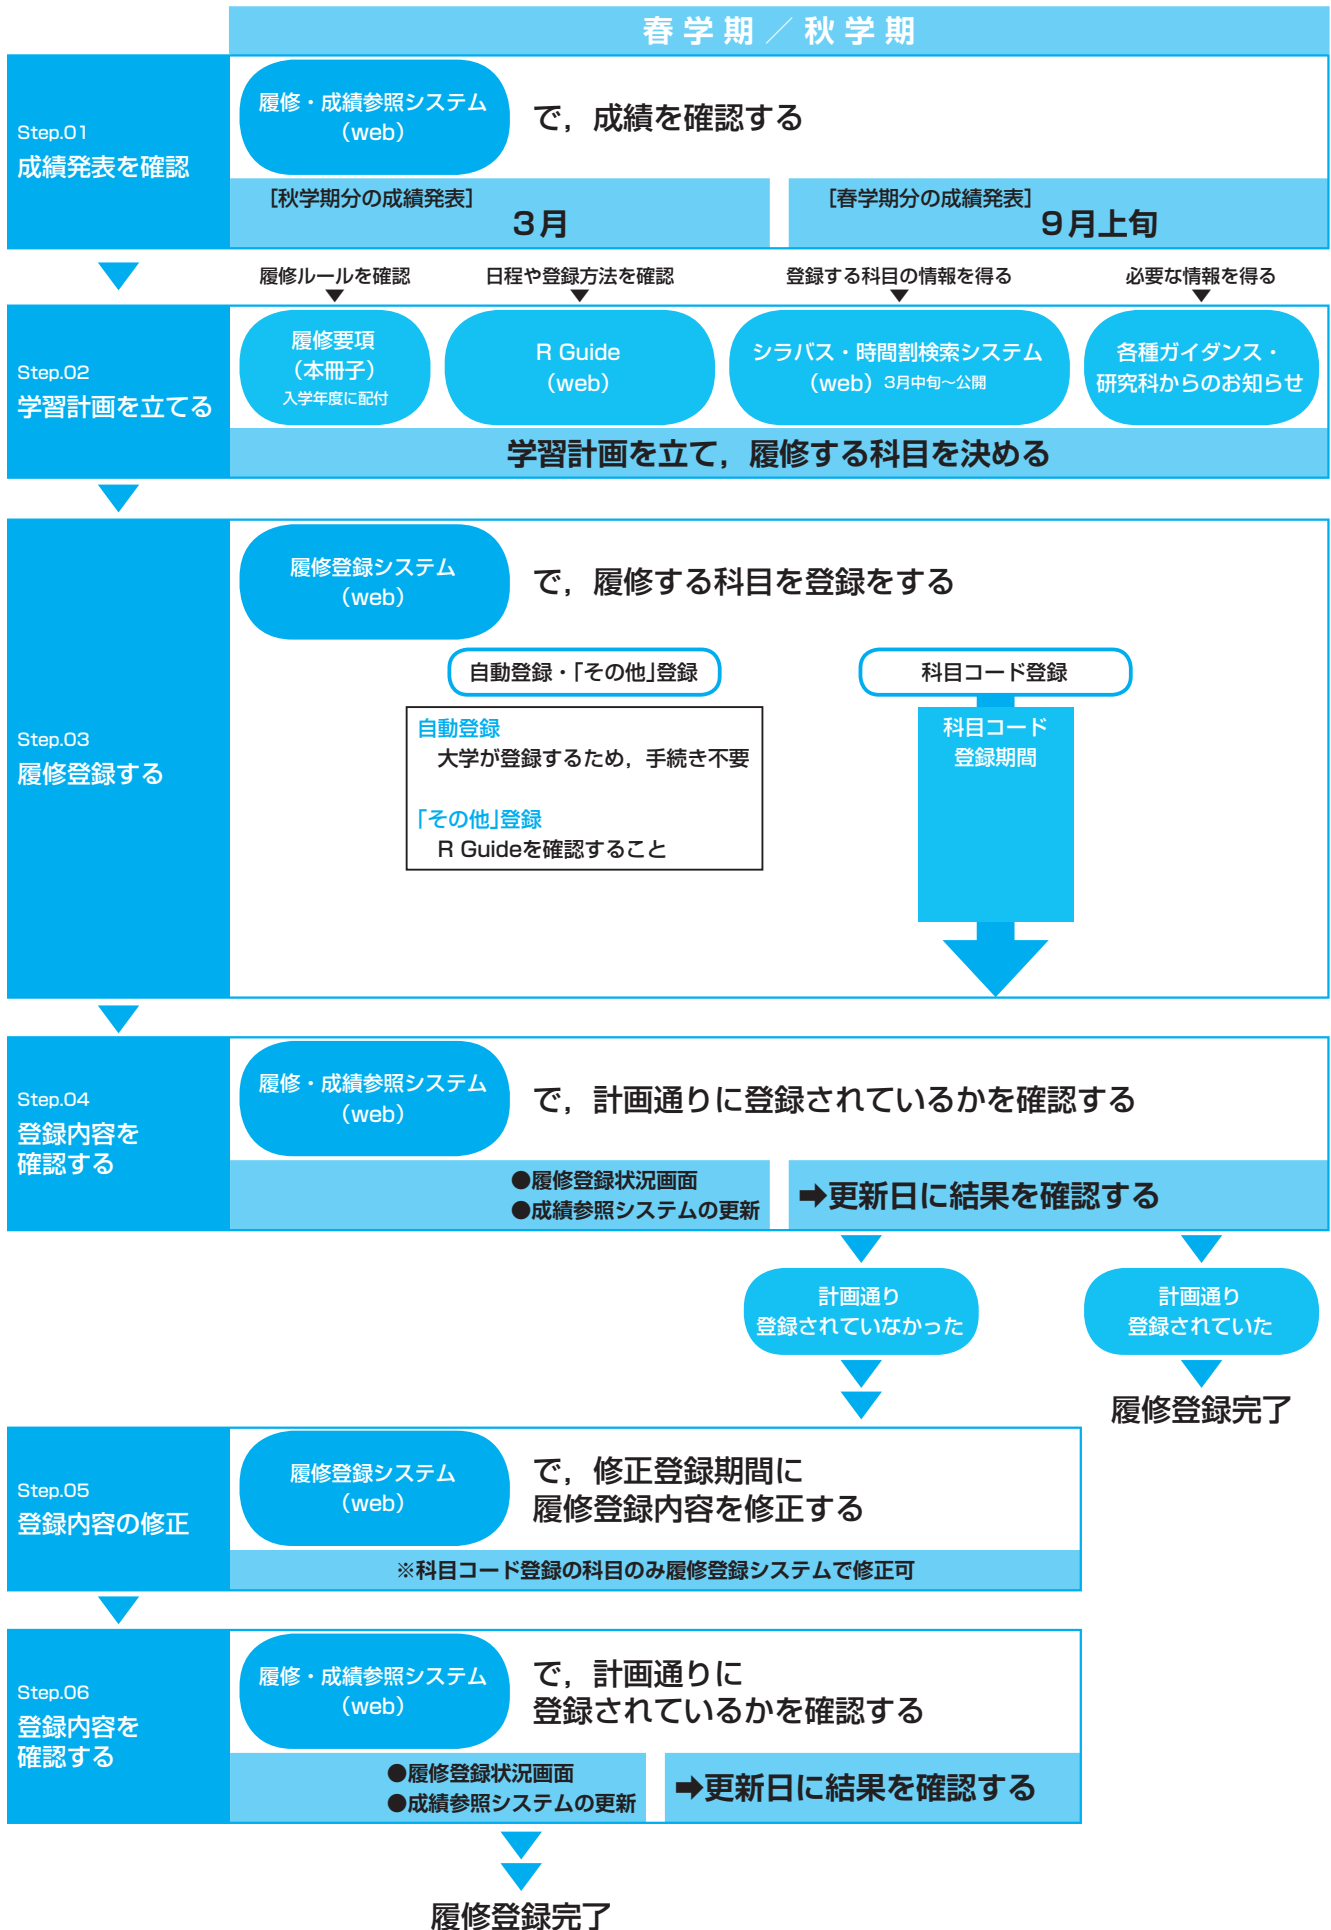 春学期／秋学期
Step.01
成績発表を確認
履修・成績参照システム
（web）
で，成績を確認する
［秋学期分の成績発表］
3月
［春学期分の成績発表］
9月上旬
履修ルールを確認
日程や登録方法を確認
登録する科目の情報を得る
必要な情報を得る
Step.02
学習計画を立てる
履修要項
（本冊子）
入学年度に配付
R Guide
（web）
シラバス・時間割検索システム
（web）3月中旬～公開
各種ガイダンス・
研究科からのお知らせ
学習計画を立て，履修する科目を決める
Step.03
履修登録する
履修登録システム
（web）
で，履修する科目を登録をする
自動登録・「その他」登録
自動登録
大学が登録するため，手続き不要
「その他」登録
R Guideを確認すること
科目コード登録
科目コード
登録期間
Step.04
登録内容を
確認する
履修・成績参照システム
（web）
で，計画通りに登録されているかを確認する
●履修登録状況画面
●成績参照システムの更新
➡更新日に結果を確認する
計画通り
登録されていなかった
計画通り
登録されていた
履修登録完了
Step.05
登録内容の修正
履修登録システム
（web）
で，修正登録期間に
履修登録内容を修正する
※科目コード登録の科目のみ履修登録システムで修正可
Step.06
登録内容を
確認する
履修・成績参照システム
（web）
で，計画通りに
登録されているかを確認する
●履修登録状況画面
●成績参照システムの更新
➡更新日に結果を確認する
履修登録完了